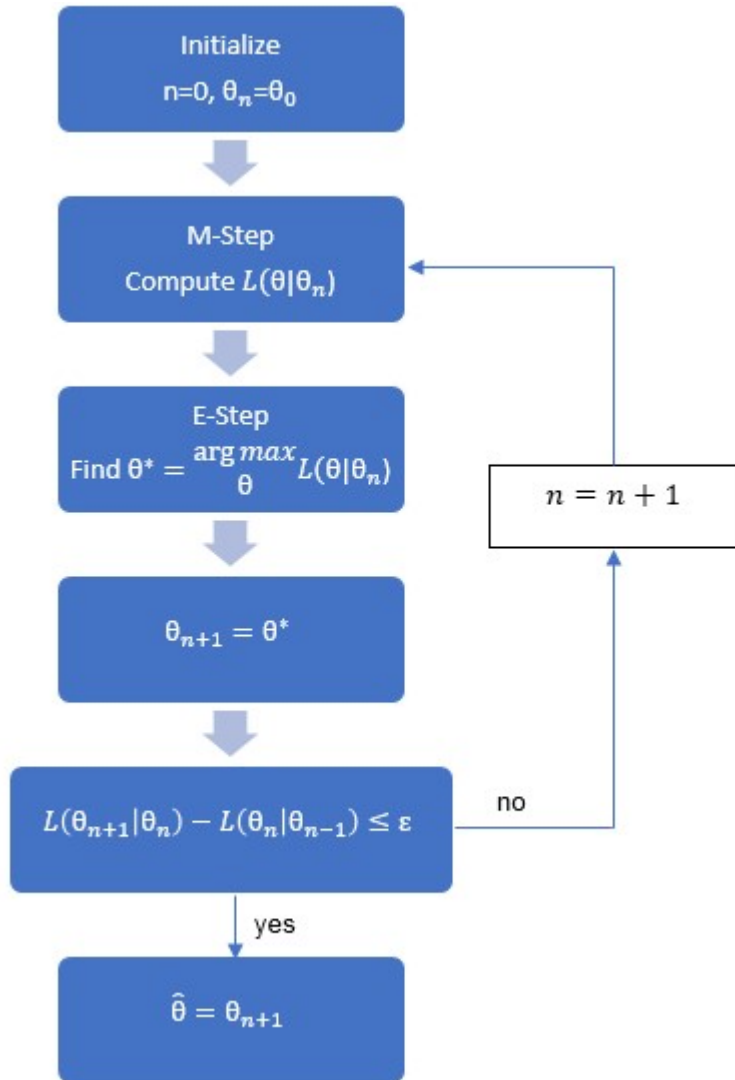 Initialize
n=0, θₙ=θ₀
M-Step
Compute L(θ|θₙ)
E-Step
Find θ* = arg max θ L(θ|θₙ)
n = n + 1
θₙ₊₁ = θ*
L(θₙ₊₁|θₙ) − L(θₙ|θₙ₋₁) ≤ ε
no
yes
θ̂ = θₙ₊₁